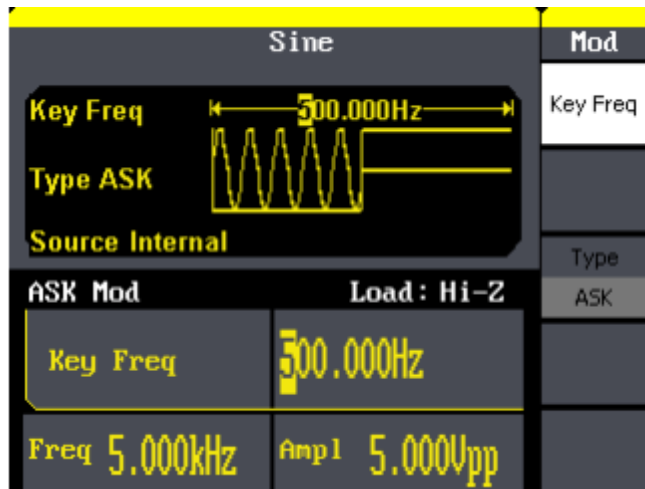 Sine
Mod
Key Freq 500.000Hz
Key Freq
Type ASK
Source Internal
Type
ASK
ASK Mod Load: Hi-Z
Key Freq 500.000Hz
Freq 5.000kHz Ampl 5.000Vpp